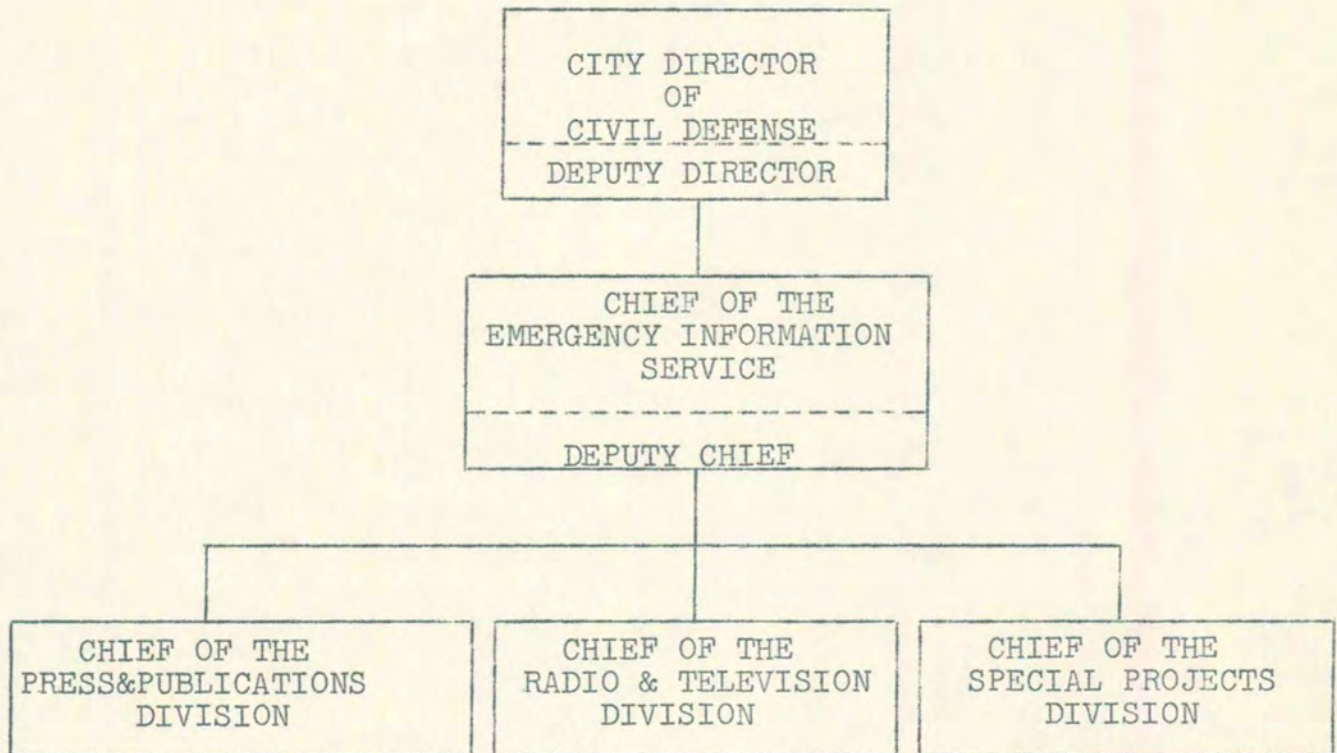 CITY DIRECTOR
OF
CIVIL DEFENSE
DEPUTY DIRECTOR
CHIEF OF THE
EMERGENCY INFORMATION
SERVICE
DEPUTY CHIEF
CHIEF OF THE
PRESS&PUBLICATIONS
DIVISION
CHIEF OF THE
RADIO & TELEVISION
DIVISION
CHIEF OF THE
SPECIAL PROJECTS
DIVISION